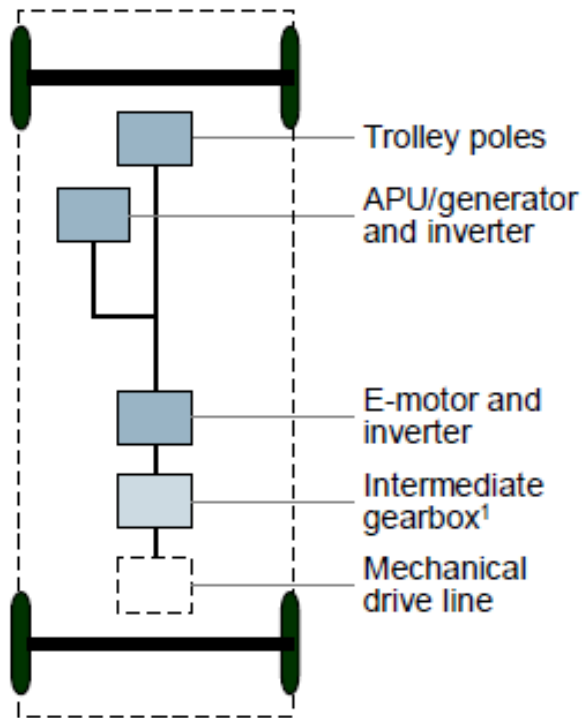 Trolley poles
APU/generator
and inverter
E-motor and
inverter
Intermediate
gearbox¹
Mechanical
drive line